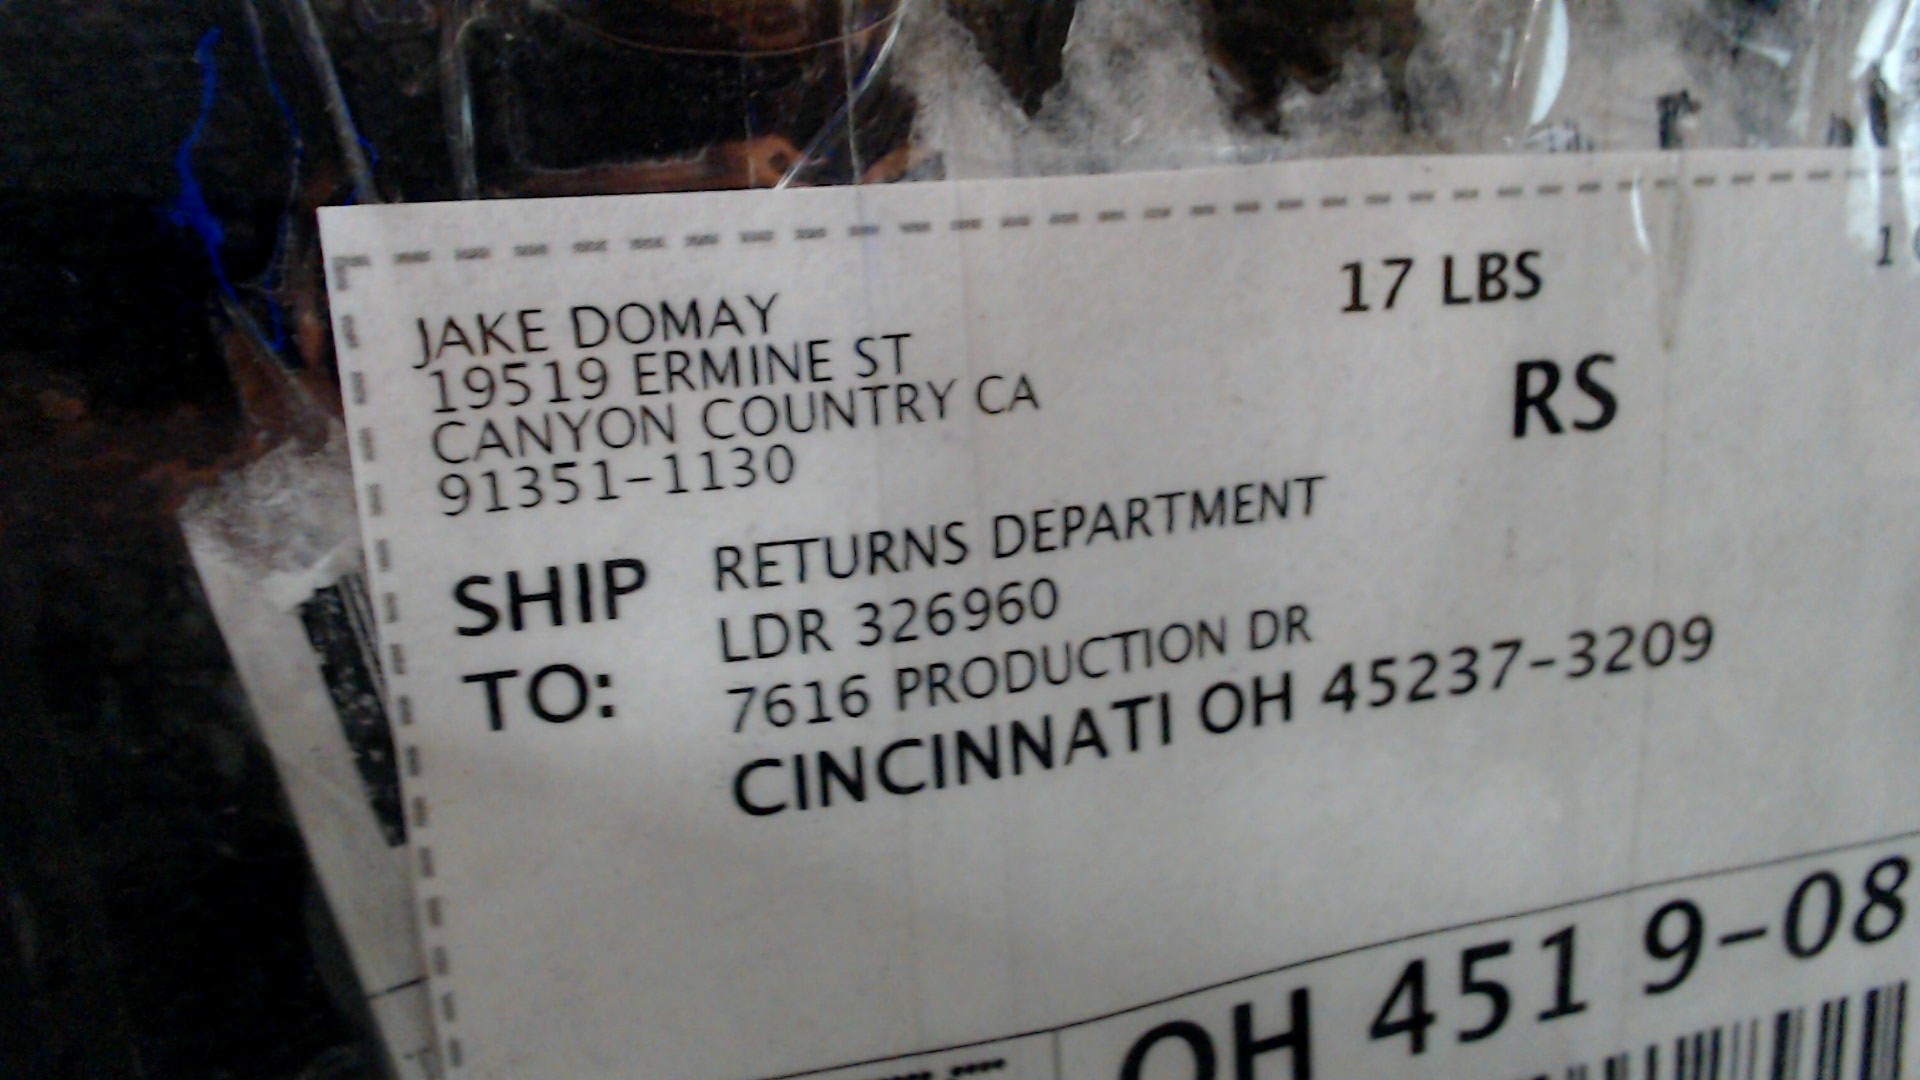 JAKE DOMAY
19519 ERMINE ST
CANYON COUNTRY CA
91351-1130
17 LBS
1
RS
SHIP TO:
RETURNS DEPARTMENT
LDR 326960
7616 PRODUCTION DR
CINCINNATI OH 45237-3209
OH 451 9-08